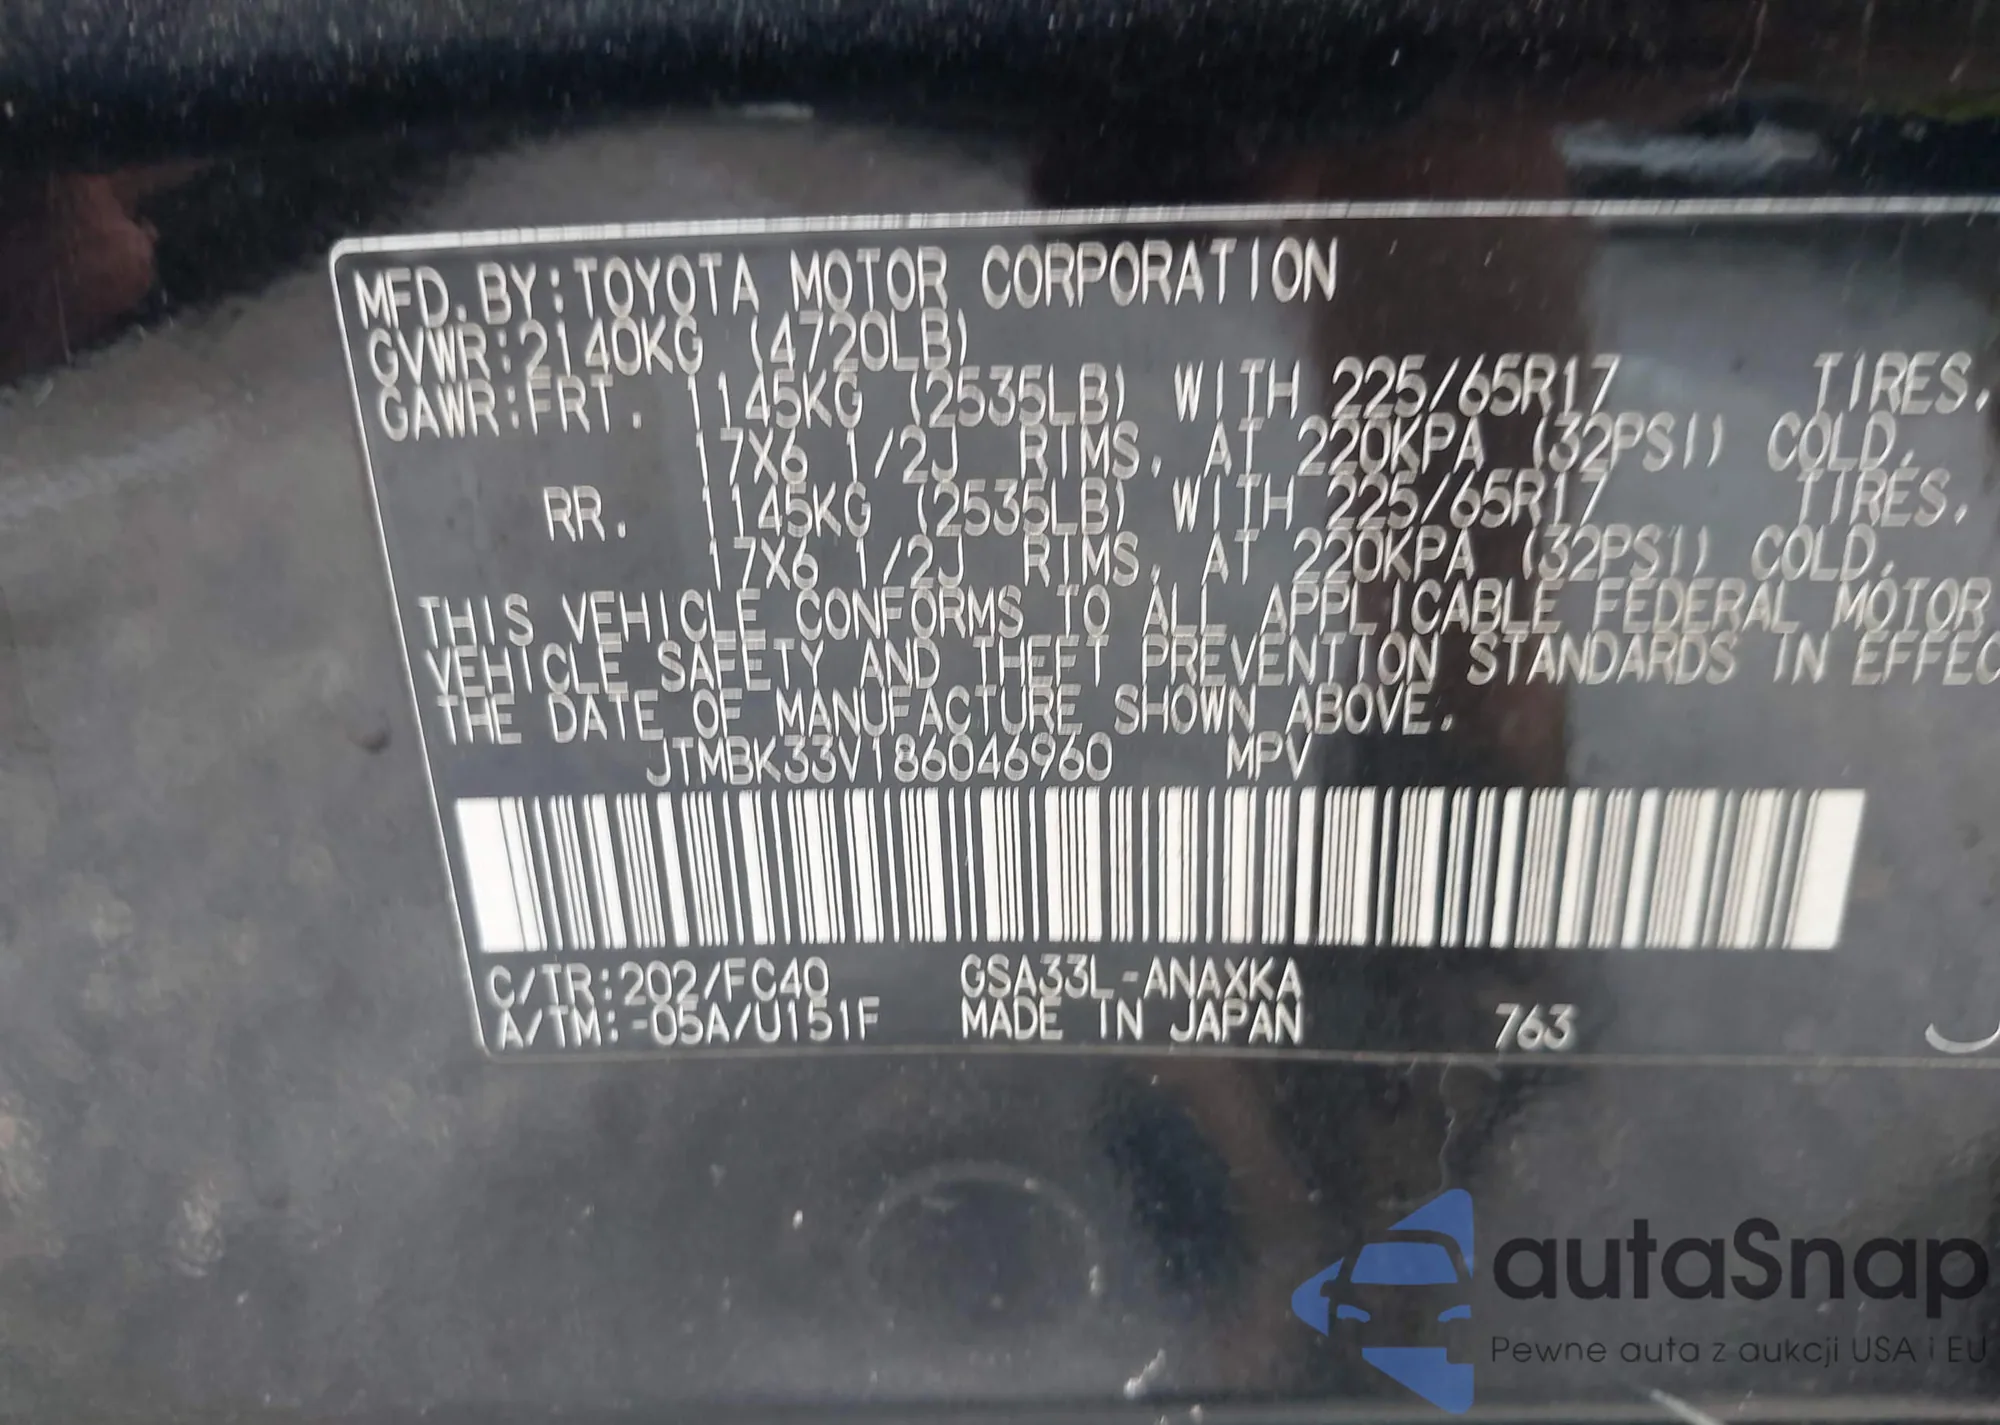 MFD. BY: TOYOTA MOTOR CORPORATION
GVWR: 2140KG (4720LB)
GAWR: FRT. 1145KG (2535LB) WITH 225/65R17 TIRES,
17X6 1/2J RIMS, AT 220KPA (32PSI) COLD.
RR. 1145KG (2535LB) WITH 225/65R17 TIRES,
17X6 1/2J RIMS, AT 220KPA (32PSI) COLD.
THIS VEHICLE CONFORMS TO ALL APPLICABLE FEDERAL MOTOR
VEHICLE SAFETY AND THEFT PREVENTION STANDARDS IN EFFEC
THE DATE OF MANUFACTURE SHOWN ABOVE.
JTMBK33V186046960 MPV
C/TR: 202/FC40 GSA33L-ANAXKA
A/TM: -05A/U151F MADE IN JAPAN 763
autaSnap
Pewne auta z aukcji USA i EU